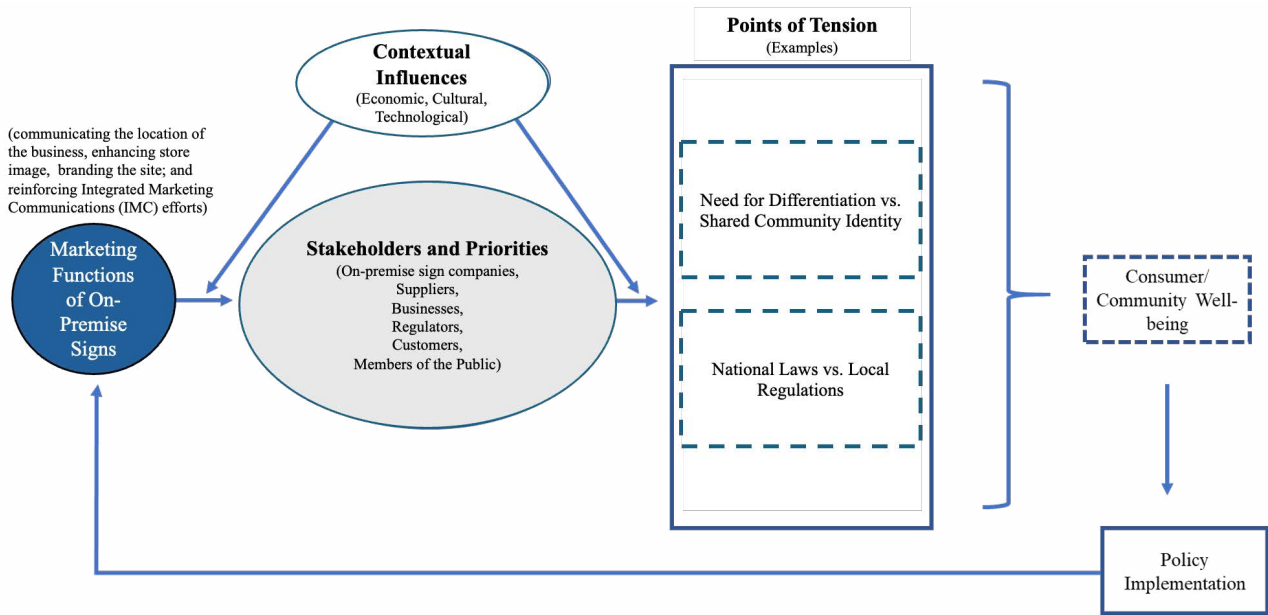 Points of Tension
(Examples)
Contextual
Influences
(Economic, Cultural,
Technological)
(communicating the location of
the business, enhancing store
image, branding the site; and
reinforcing Integrated Marketing
Communications (IMC) efforts)
Marketing
Functions
of On-
Premise
Signs
Stakeholders and Priorities
(On-premise sign companies,
Suppliers,
Businesses,
Regulators,
Customers,
Members of the Public)
Need for Differentiation vs.
Shared Community Identity
National Laws vs. Local
Regulations
Consumer/
Community Well-
being
Policy
Implementation